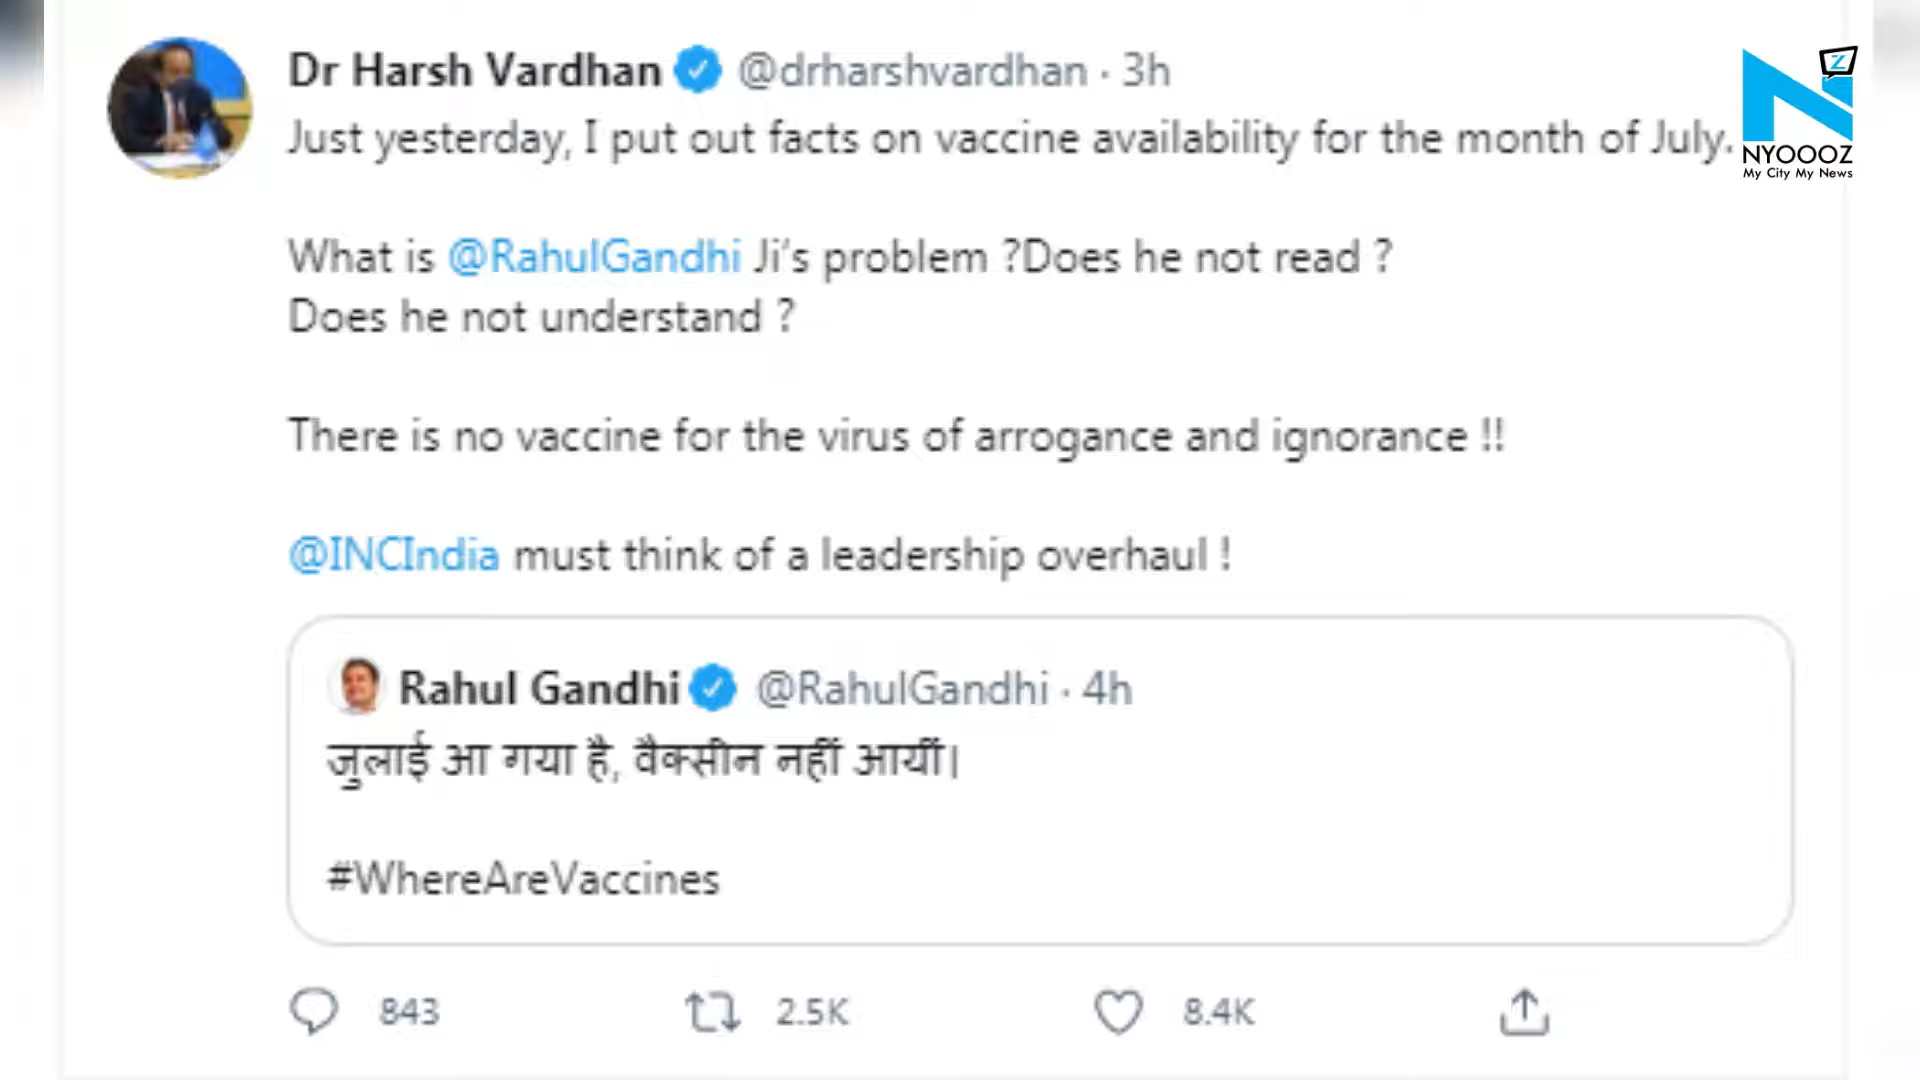 Dr Harsh Vardhan @drharshvardhan · 3h
Just yesterday, I put out facts on vaccine availability for the month of July.
What is @RahulGandhi Ji's problem ?Does he not read ?
Does he not understand ?
There is no vaccine for the virus of arrogance and ignorance !!
@INCIndia must think of a leadership overhaul !
Rahul Gandhi @RahulGandhi · 4h
जुलाई आ गया है, वैक्सीन नहीं आयीं।
#WhereAreVaccines
843 2.5K 8.4K
Z
NYOOOZ
My City My News